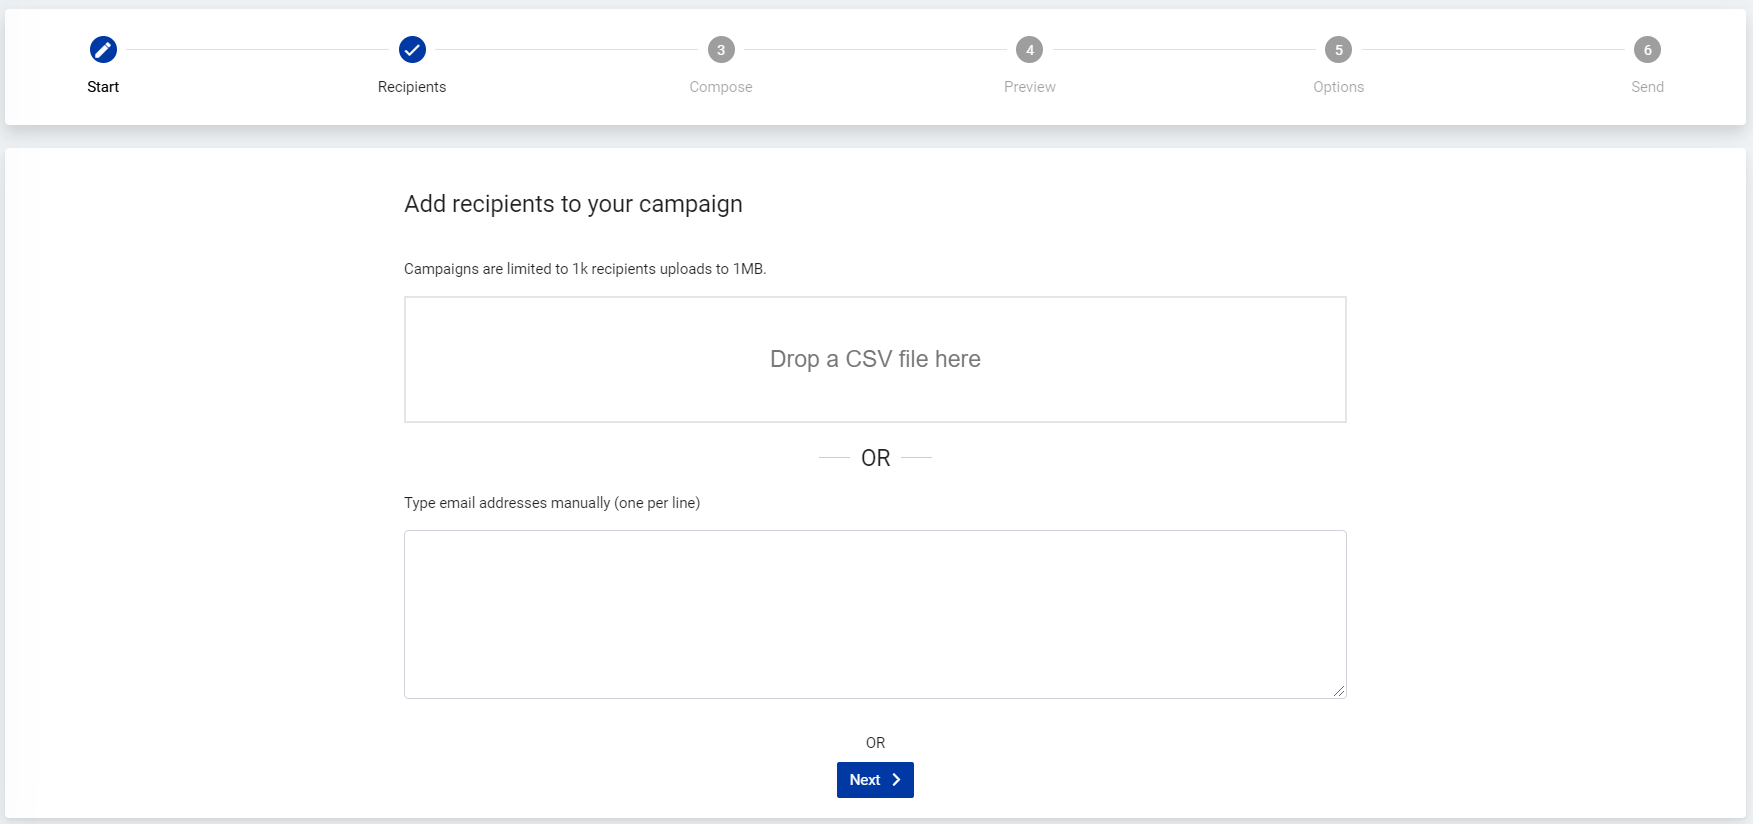 Start
Recipients
3
Compose
4
Preview
5
Options
6
Send
Add recipients to your campaign
Campaigns are limited to 1k recipients uploads to 1MB.
Drop a CSV file here
OR
Type email addresses manually (one per line)
OR
Next